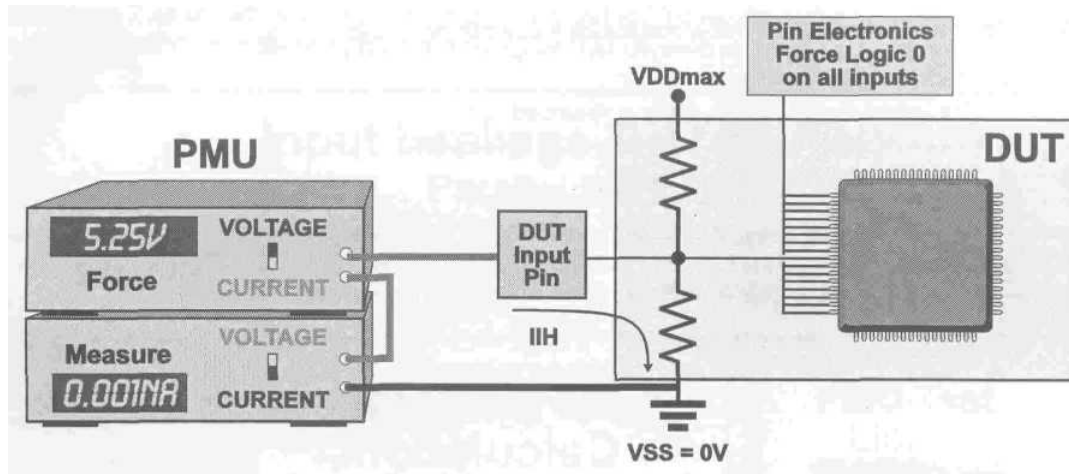 Pin Electronics
Force Logic 0
on all inputs
VDDmax
DUT
PMU
5.25V
VOLTAGE
Force
CURRENT
DUT
Input
Pin
VOLTAGE
Measure
0.001NA
CURRENT
IIH
VSS = 0V